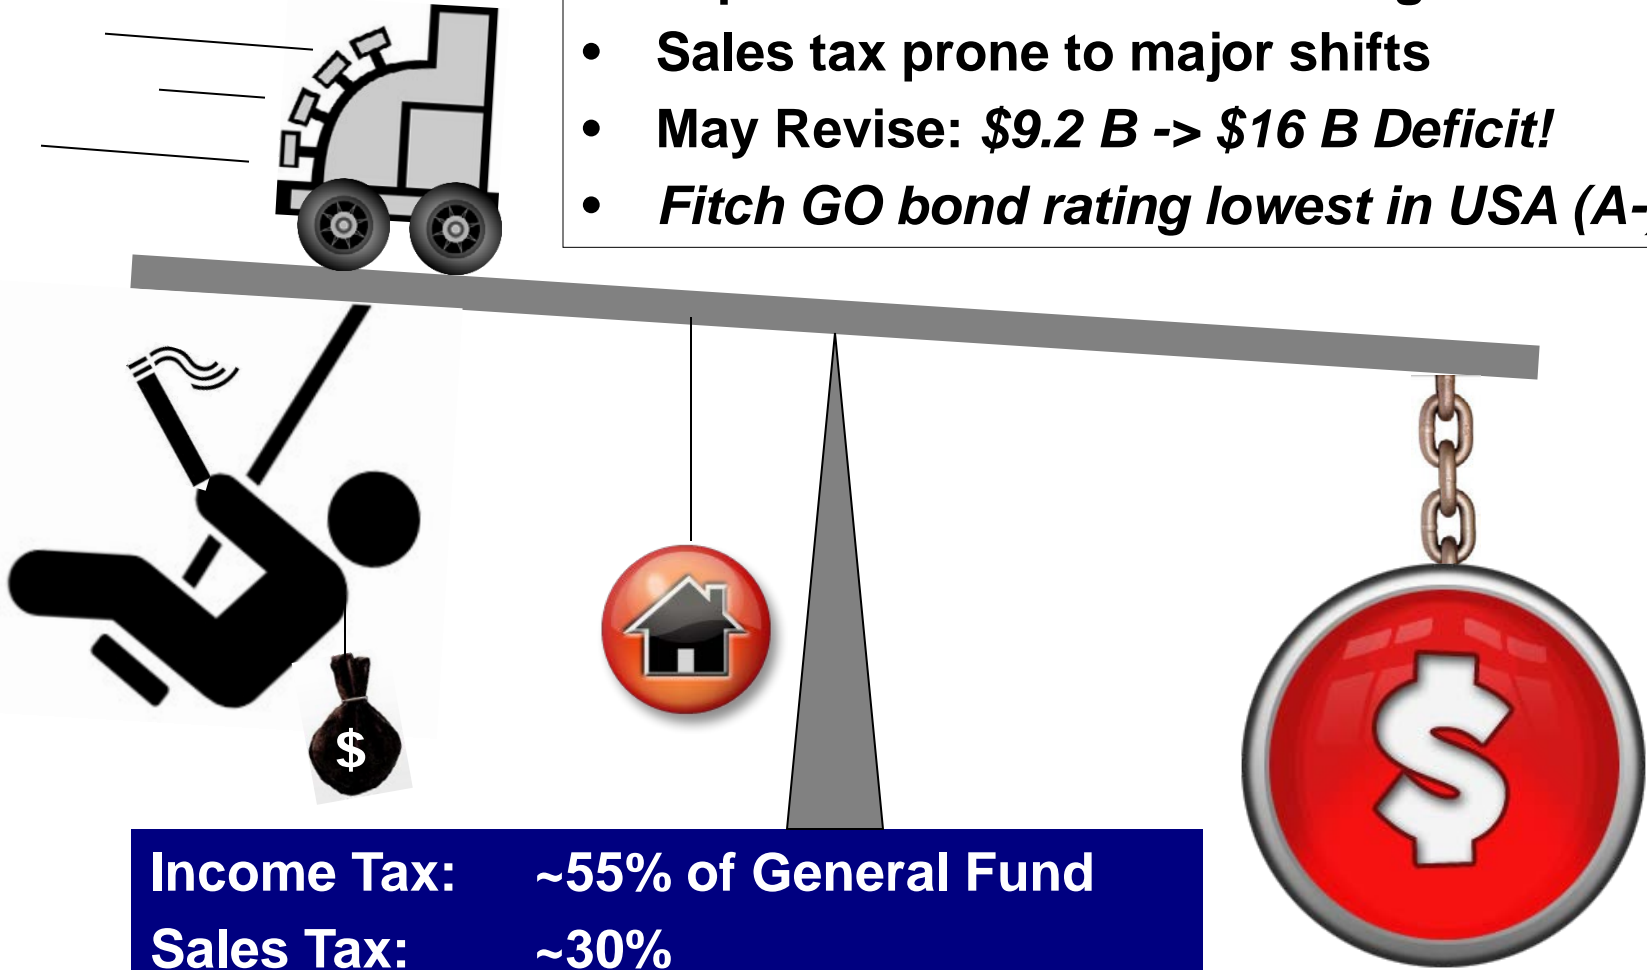 • Sales tax prone to major shifts
• May Revise: $9.2 B -> $16 B Deficit!
• Fitch GO bond rating lowest in USA (A-)
$
$
Income Tax: ~55% of General Fund
Sales Tax: ~30%